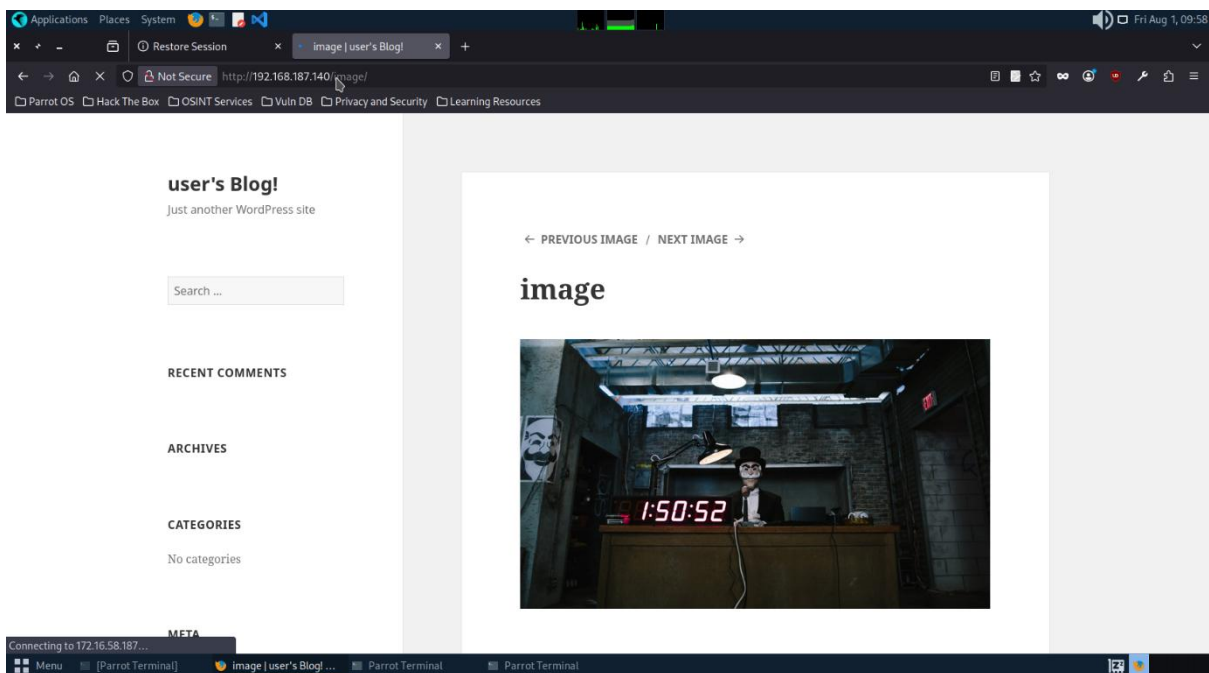 Applications Places System Fri Aug 1, 09:58
Restore Session image | user's Blog!
Not Secure http://192.168.187.140/image/
Parrot OS Hack The Box OSINT Services Vuln DB Privacy and Security Learning Resources
user's Blog!
Just another WordPress site
Search ...
RECENT COMMENTS
ARCHIVES
CATEGORIES
No categories
META
← PREVIOUS IMAGE / NEXT IMAGE →
image
EXIT
1:50:52
Connecting to 172.16.58.187...
Menu [Parrot Terminal] image | user's Blog! ... Parrot Terminal Parrot Terminal